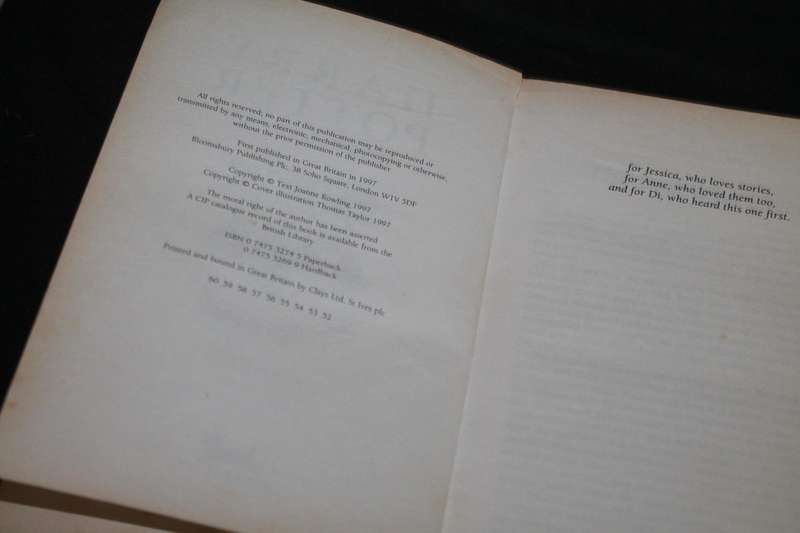 All rights reserved; no part of this publication may be reproduced or
transmitted by any means, electronic, mechanical, photocopying or otherwise,
without the prior permission of the publisher
First published in Great Britain in 1997
Bloomsbury Publishing Plc, 38 Soho Square, London W1V 5DF
Copyright © Text Joanne Rowling 1997
Copyright © Cover illustration Thomas Taylor 1997
The moral right of the author has been asserted
A CIP catalogue record of this book is available from the
British Library
ISBN 0 7475 3274 5 Paperback
0 7475 3269 9 Hardback
Printed and bound in Great Britain by Clays Ltd, St Ives plc
60 59 58 57 56 55 54 53 52
for Jessica, who loves stories,
for Anne, who loved them too,
and for Di, who heard this one first.